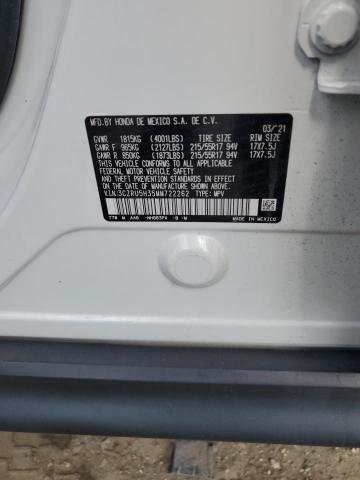 MFD.BY HONDA DE MEXICO S.A. DE C.V.
03/'21
GVWR 1815KG (4001LBS) TIRE SIZE RIM SIZE
GAWR F 965KG (2127LBS) 215/55R17 94V 17X7.5J
GAWR R 850KG (1873LBS) 215/55R17 94V 17X7.5J
THIS VEHICLE CONFORMS TO ALL APPLICABLE
FEDERAL MOTOR VEHICLE SAFETY AND
THEFT PREVENTION STANDARDS IN EFFECT ON
THE DATE OF MANUFACTURE SHOWN ABOVE.
V.I.N:3CZRU5H35MM722262 TYPE: MPV
T7W M AAB -NH883PX -B -M
MADE IN MEXICO